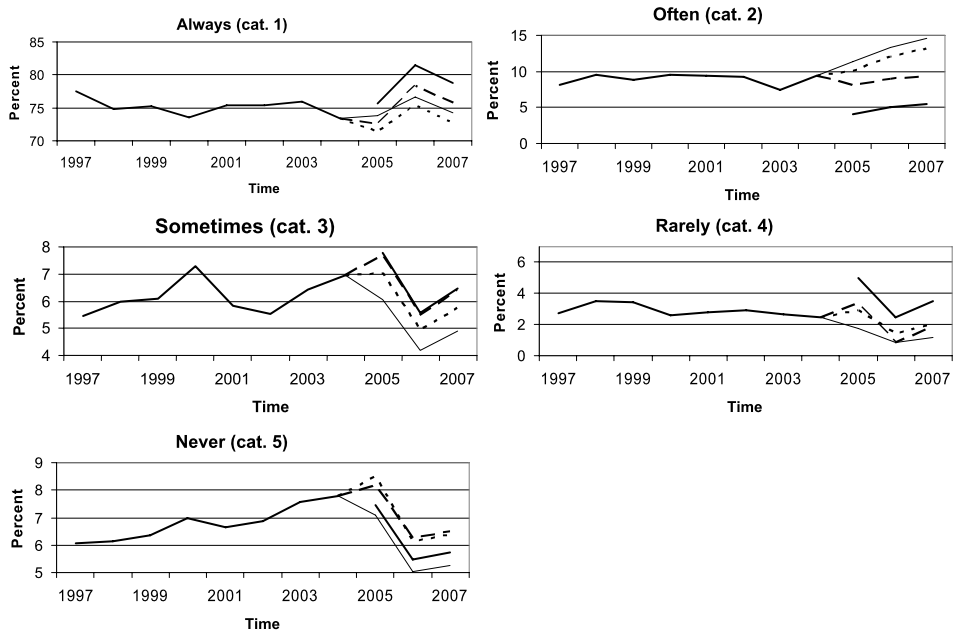 Always (cat. 1)
85
80
75
70
Percent
1997 1999 2001 2003 2005 2007
Time
Often (cat. 2)
15
10
5
0
Percent
1997 1999 2001 2003 2005 2007
Time
Sometimes (cat. 3)
8
7
6
5
4
Percent
1997 1999 2001 2003 2005 2007
Time
Rarely (cat. 4)
6
4
2
0
Percent
1997 1999 2001 2003 2005 2007
Time
Never (cat. 5)
9
8
7
6
5
Percent
1997 1999 2001 2003 2005 2007
Time